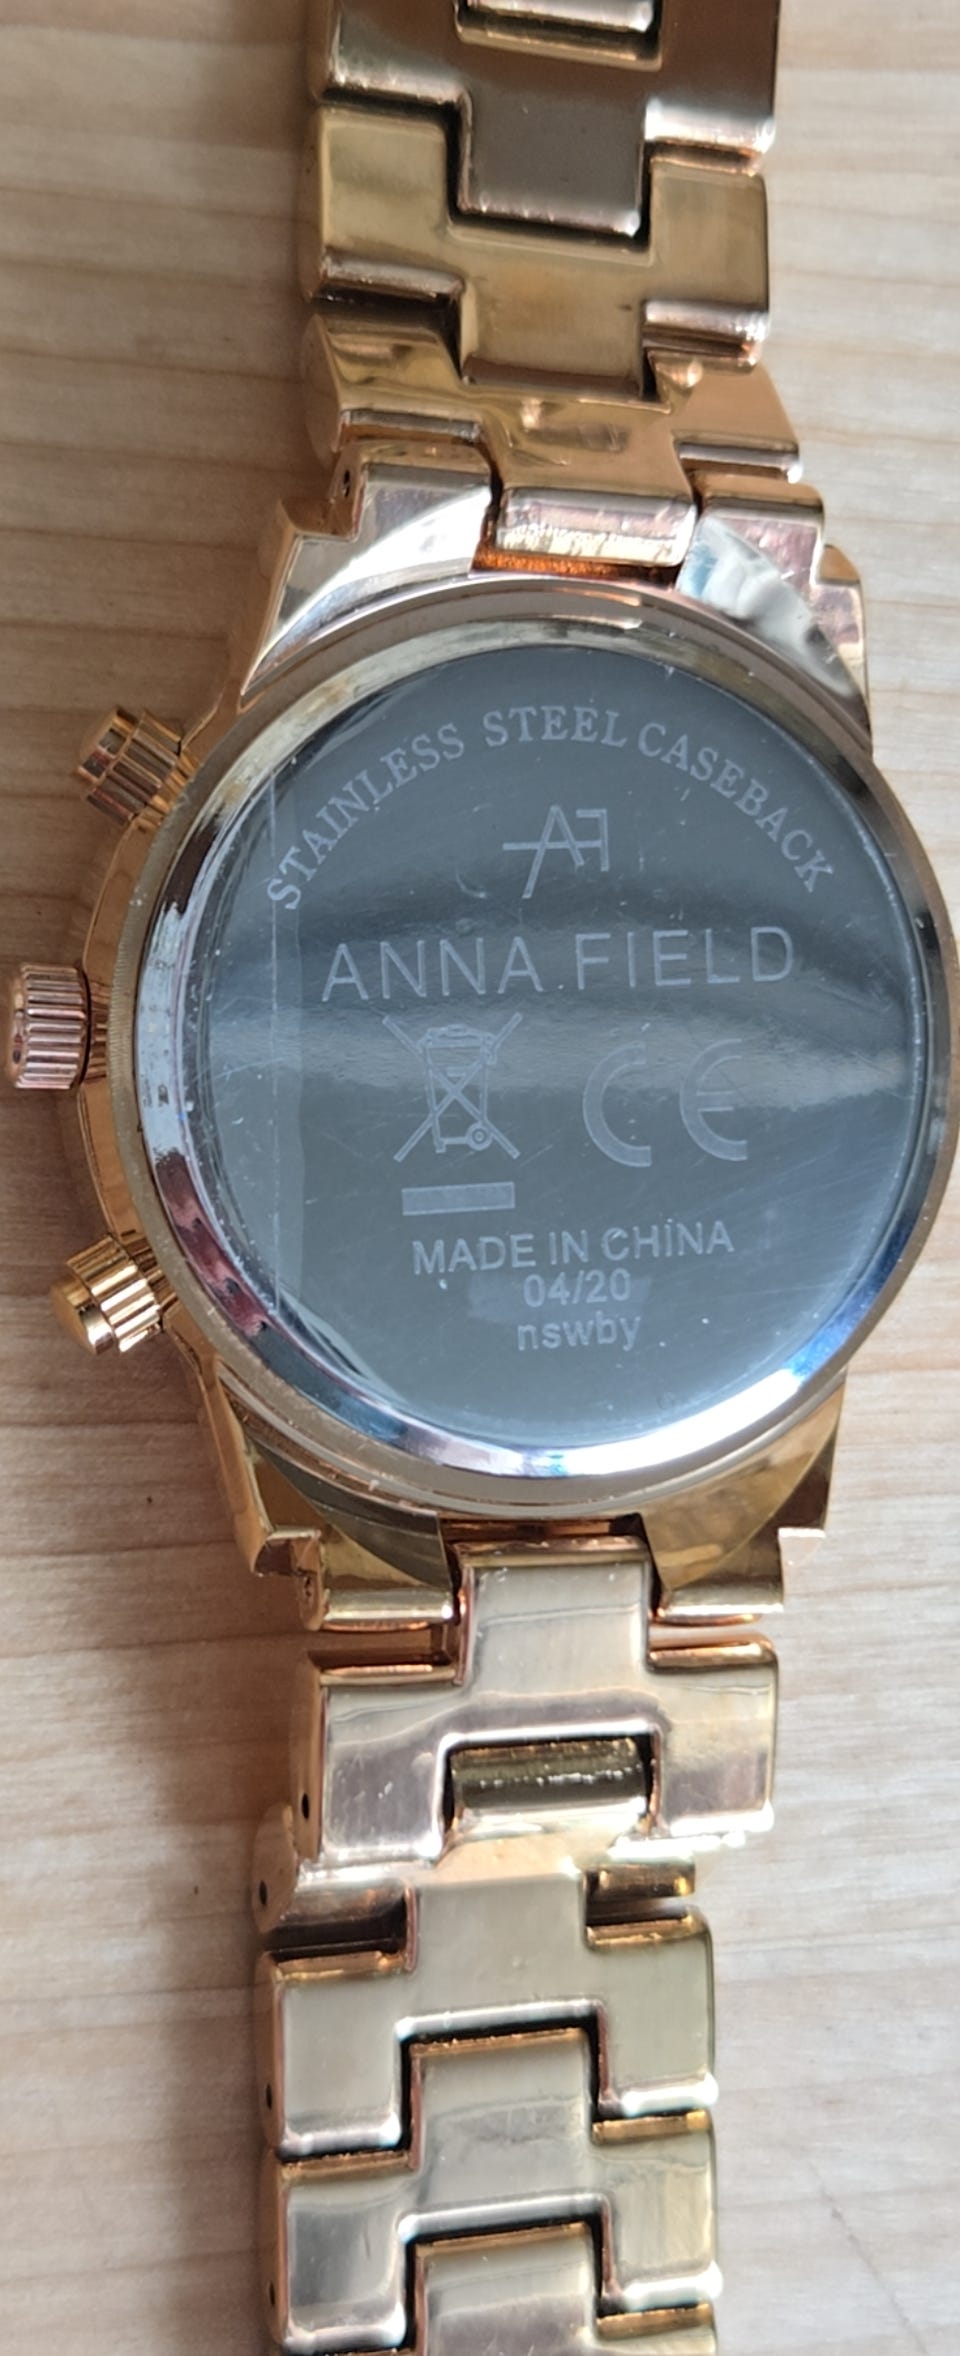 STAINLESS STEEL CASEBACK
AF
ANNA FIELD
CE
MADE IN CHINA
04/20
nswby